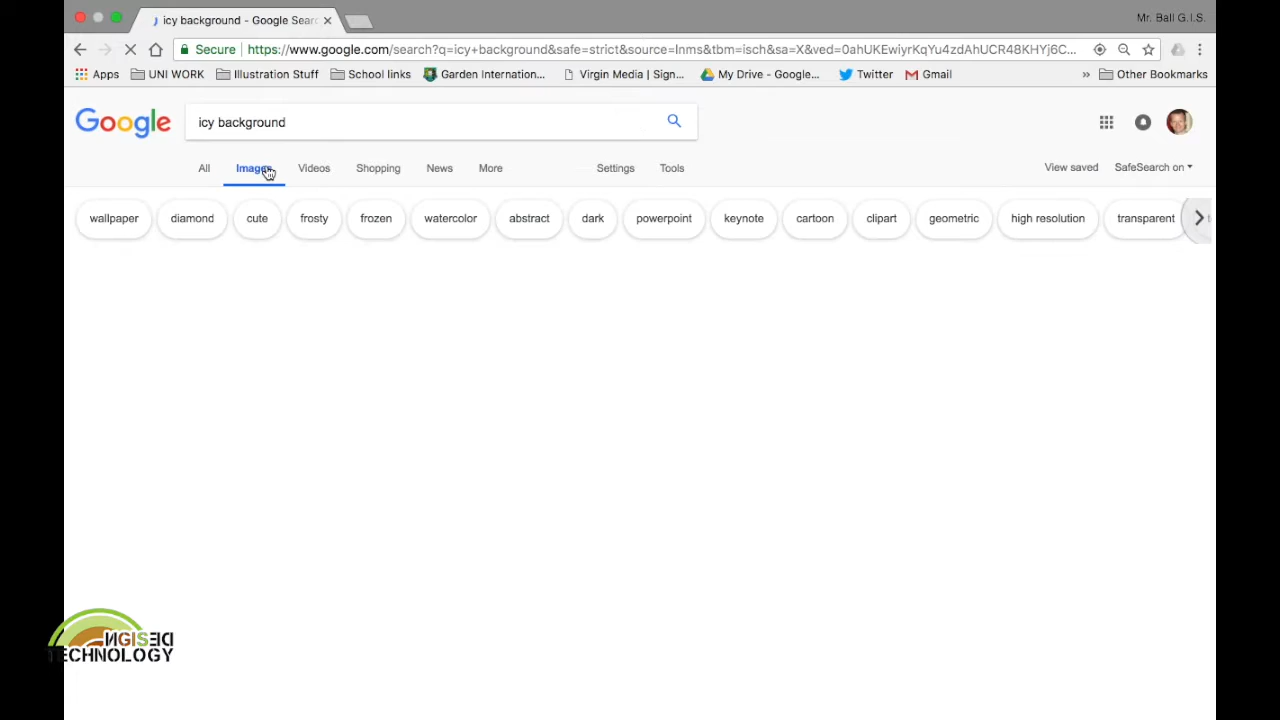 icy background - Google Searc
Mr. Ball G.I.S.
Secure https://www.google.com/search?q=icy+background&safe=strict&source=lnms&tbm=isch&sa=X&ved=0ahUKEwiyrKqYu4zdAhUCR48KHYj6C...
Apps UNI WORK Illustration Stuff School links Garden Internation... Virgin Media | Sign... My Drive - Google... Twitter Gmail » Other Bookmarks
Google icy background
All Images Videos Shopping News More Settings Tools View saved SafeSearch on
wallpaper diamond cute frosty frozen watercolor abstract dark powerpoint keynote cartoon clipart geometric high resolution transparent
DESIGN
TECHNOLOGY